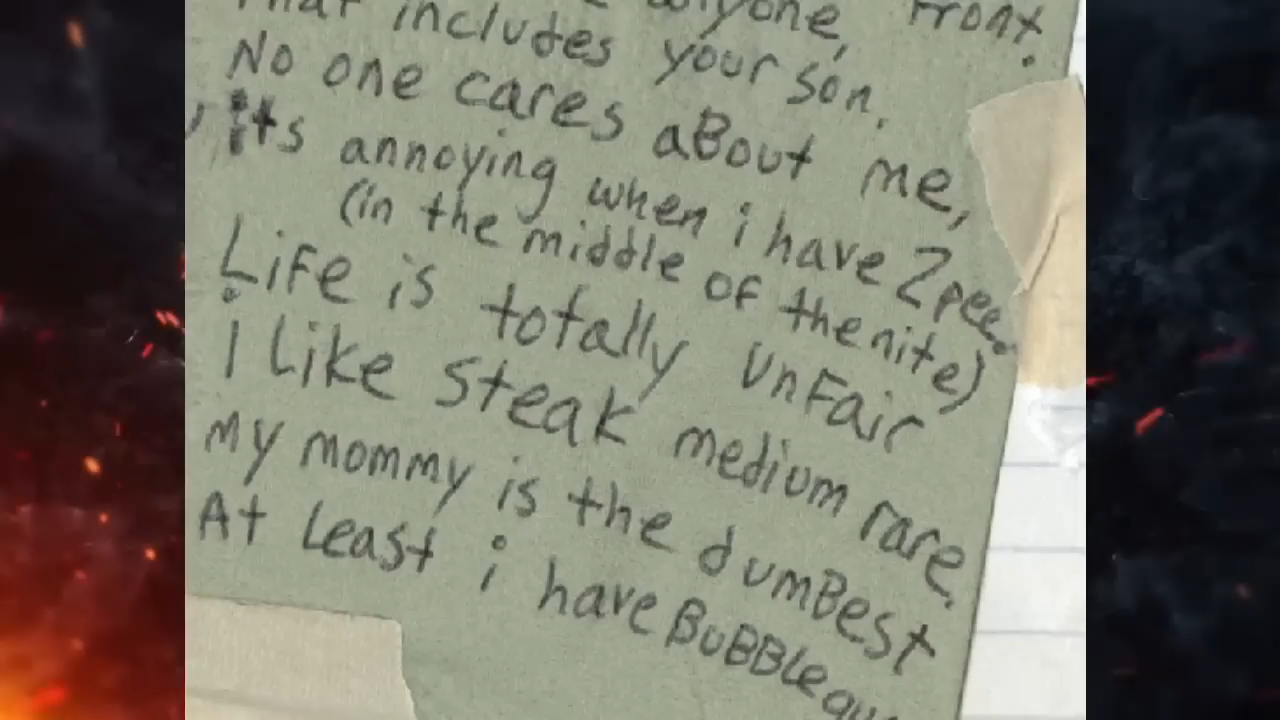 anyone, front.
That includes your son.
No one cares about me,
its annoying when i have 2 pee.
(in the middle of the nite)
Life is totally unfair
i like steak medium rare.
my mommy is the dumBest
At least i have BuBBle